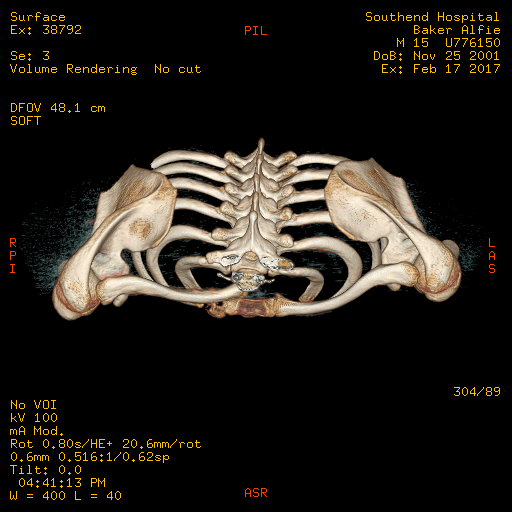 Surface
Ex: 38792
Se: 3
Volume Rendering No cut
DFOV 48.1 cm
SOFT
PIL
Southend Hospital
Baker Alfie
M 15 U776150
DoB: Nov 25 2001
Ex: Feb 17 2017
R
P
I
L
A
S
304/89
No VOI
kV 100
mA Mod.
Rot 0.80s/HE+ 20.6mm/rot
0.6mm 0.516:1/0.62sp
Tilt: 0.0
04:41:13 PM
W = 400 L = 40
ASR